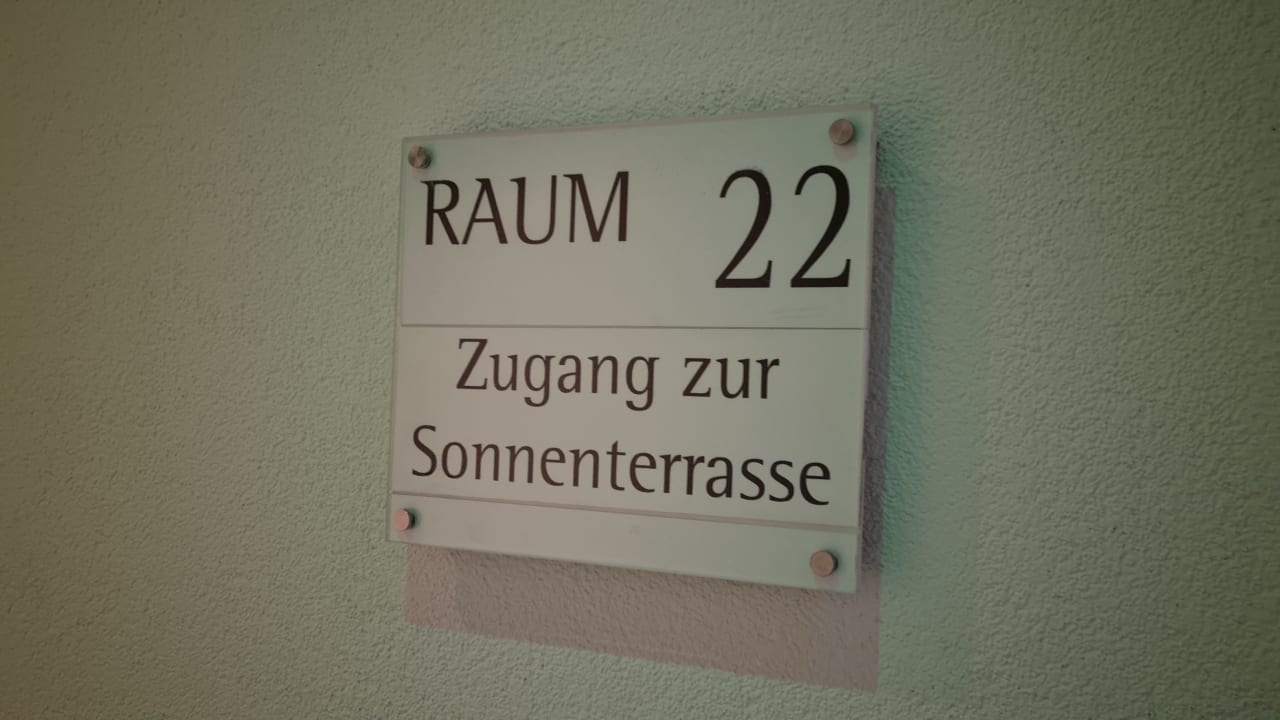 RAUM 22
Zugang zur
Sonnenterrasse